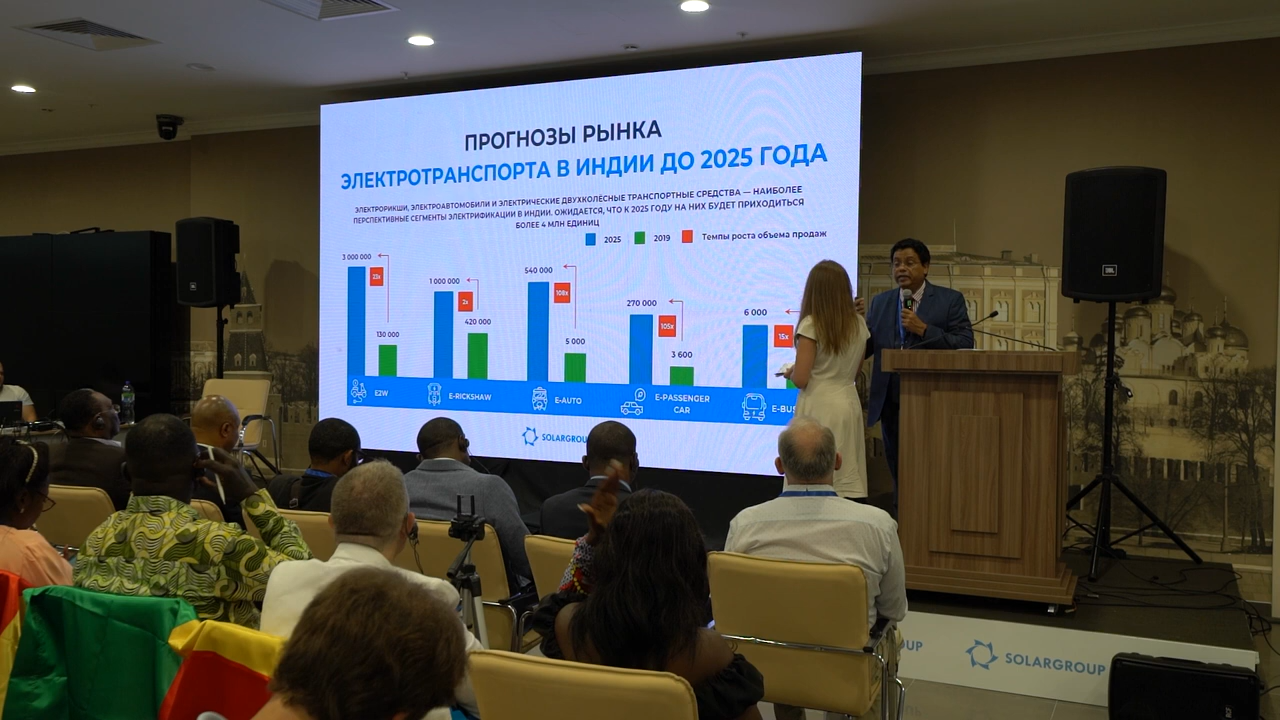 ПРОГНОЗЫ РЫНКА
ЭЛЕКТРОТРАНСПОРТА В ИНДИИ ДО 2025 ГОДА
ЭЛЕКТРОРИКШИ, ЭЛЕКТРОАВТОМОБИЛИ И ЭЛЕКТРИЧЕСКИЕ ДВУХКОЛЁСНЫЕ ТРАНСПОРТНЫЕ СРЕДСТВА — НАИБОЛЕЕ
ПЕРСПЕКТИВНЫЕ СЕГМЕНТЫ ЭЛЕКТРИФИКАЦИИ В ИНДИИ. ОЖИДАЕТСЯ, ЧТО К 2025 ГОДУ НА НИХ БУДЕТ ПРИХОДИТЬСЯ
БОЛЕЕ 4 МЛН ЕДИНИЦ
2025 2019 Темпы роста объема продаж
3 000 000
23x
130 000
1 000 000
2x
420 000
540 000
108x
5 000
270 000
105x
3 600
6 000
15x
E2W
E-RICKSHAW
E-AUTO
E-PASSENGER
CAR
E-BUS
SOLARGROU
JBL
OUP
SOLARGROUP